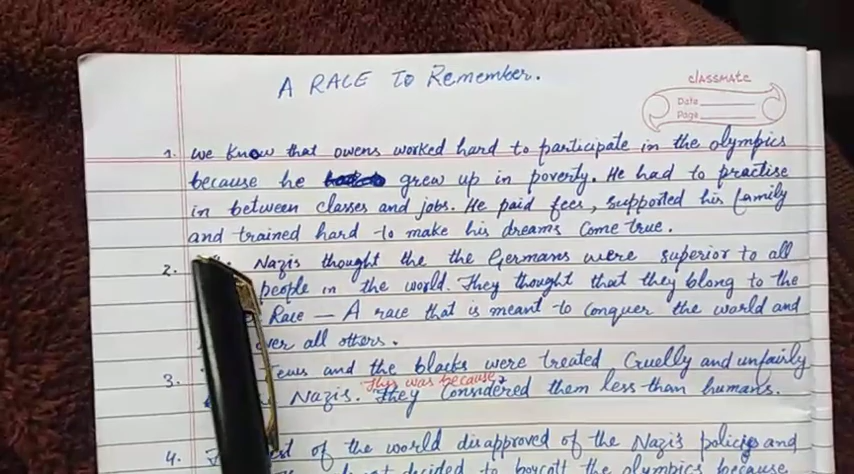 A RACE TO Remember.
classmate
Date
Page
1. We know that owens worked hard to participate in the olympics
because he grew up in poverty. He had to practise
in between classes and jobs. He paid fees, supported his family
and trained hard to make his dreams come true.
2. Nazis thought the the Germans were superior to all
people in the world. They thought that they blong to the
Race — A race that is meant to conquer the world and
over all others.
3. Jews and the blacks were treated Cruelly and unfairly
This was because
Nazis. They considered them less than humans.
4. of the world disapproved of the Nazis policies and
decided to boycott the olympics because